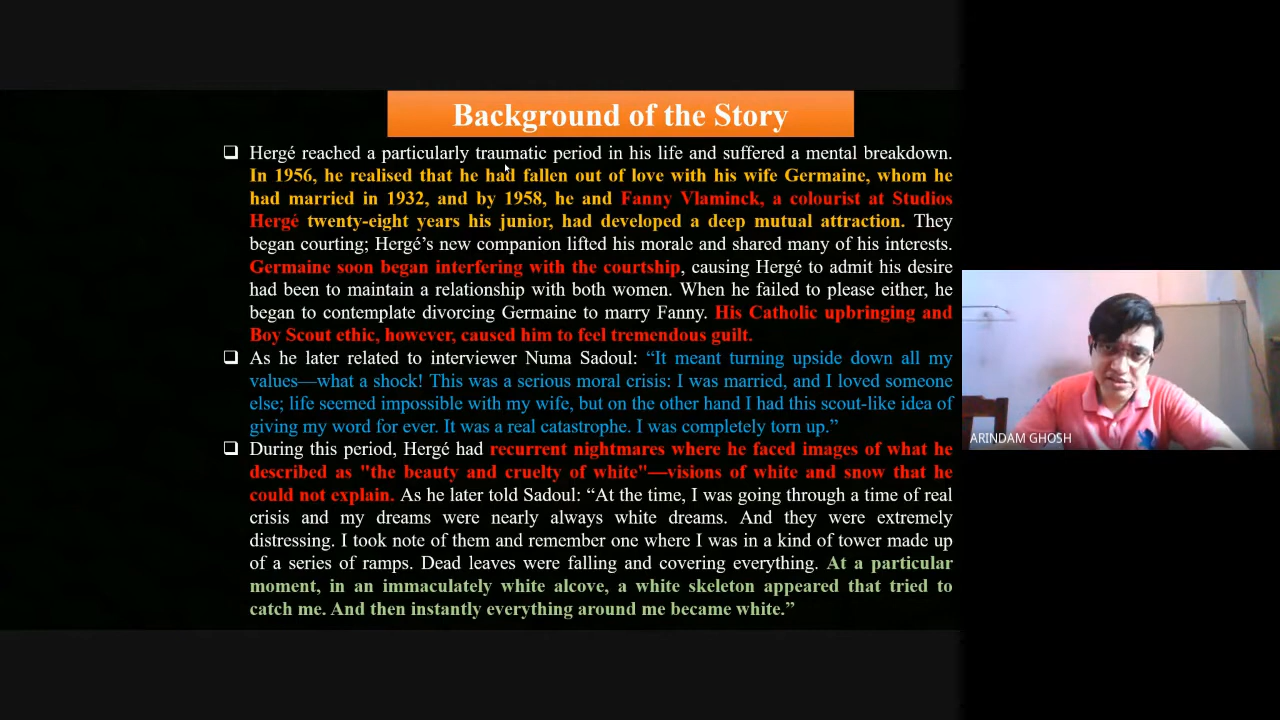 Background of the Story
❑ Hergé reached a particularly traumatic period in his life and suffered a mental breakdown.
In 1956, he realised that he had fallen out of love with his wife Germaine, whom he
had married in 1932, and by 1958, he and Fanny Vlaminck, a colourist at Studios
Hergé twenty-eight years his junior, had developed a deep mutual attraction. They
began courting; Hergé’s new companion lifted his morale and shared many of his interests.
Germaine soon began interfering with the courtship, causing Hergé to admit his desire
had been to maintain a relationship with both women. When he failed to please either, he
began to contemplate divorcing Germaine to marry Fanny. His Catholic upbringing and
Boy Scout ethic, however, caused him to feel tremendous guilt.
❑ As he later related to interviewer Numa Sadoul: “It meant turning upside down all my
values—what a shock! This was a serious moral crisis: I was married, and I loved someone
else; life seemed impossible with my wife, but on the other hand I had this scout-like idea of
giving my word for ever. It was a real catastrophe. I was completely torn up.”
❑ During this period, Hergé had recurrent nightmares where he faced images of what he
described as "the beauty and cruelty of white"—visions of white and snow that he
could not explain. As he later told Sadoul: “At the time, I was going through a time of real
crisis and my dreams were nearly always white dreams. And they were extremely
distressing. I took note of them and remember one where I was in a kind of tower made up
of a series of ramps. Dead leaves were falling and covering everything. At a particular
moment, in an immaculately white alcove, a white skeleton appeared that tried to
catch me. And then instantly everything around me became white.”
ARINDAM GHOSH